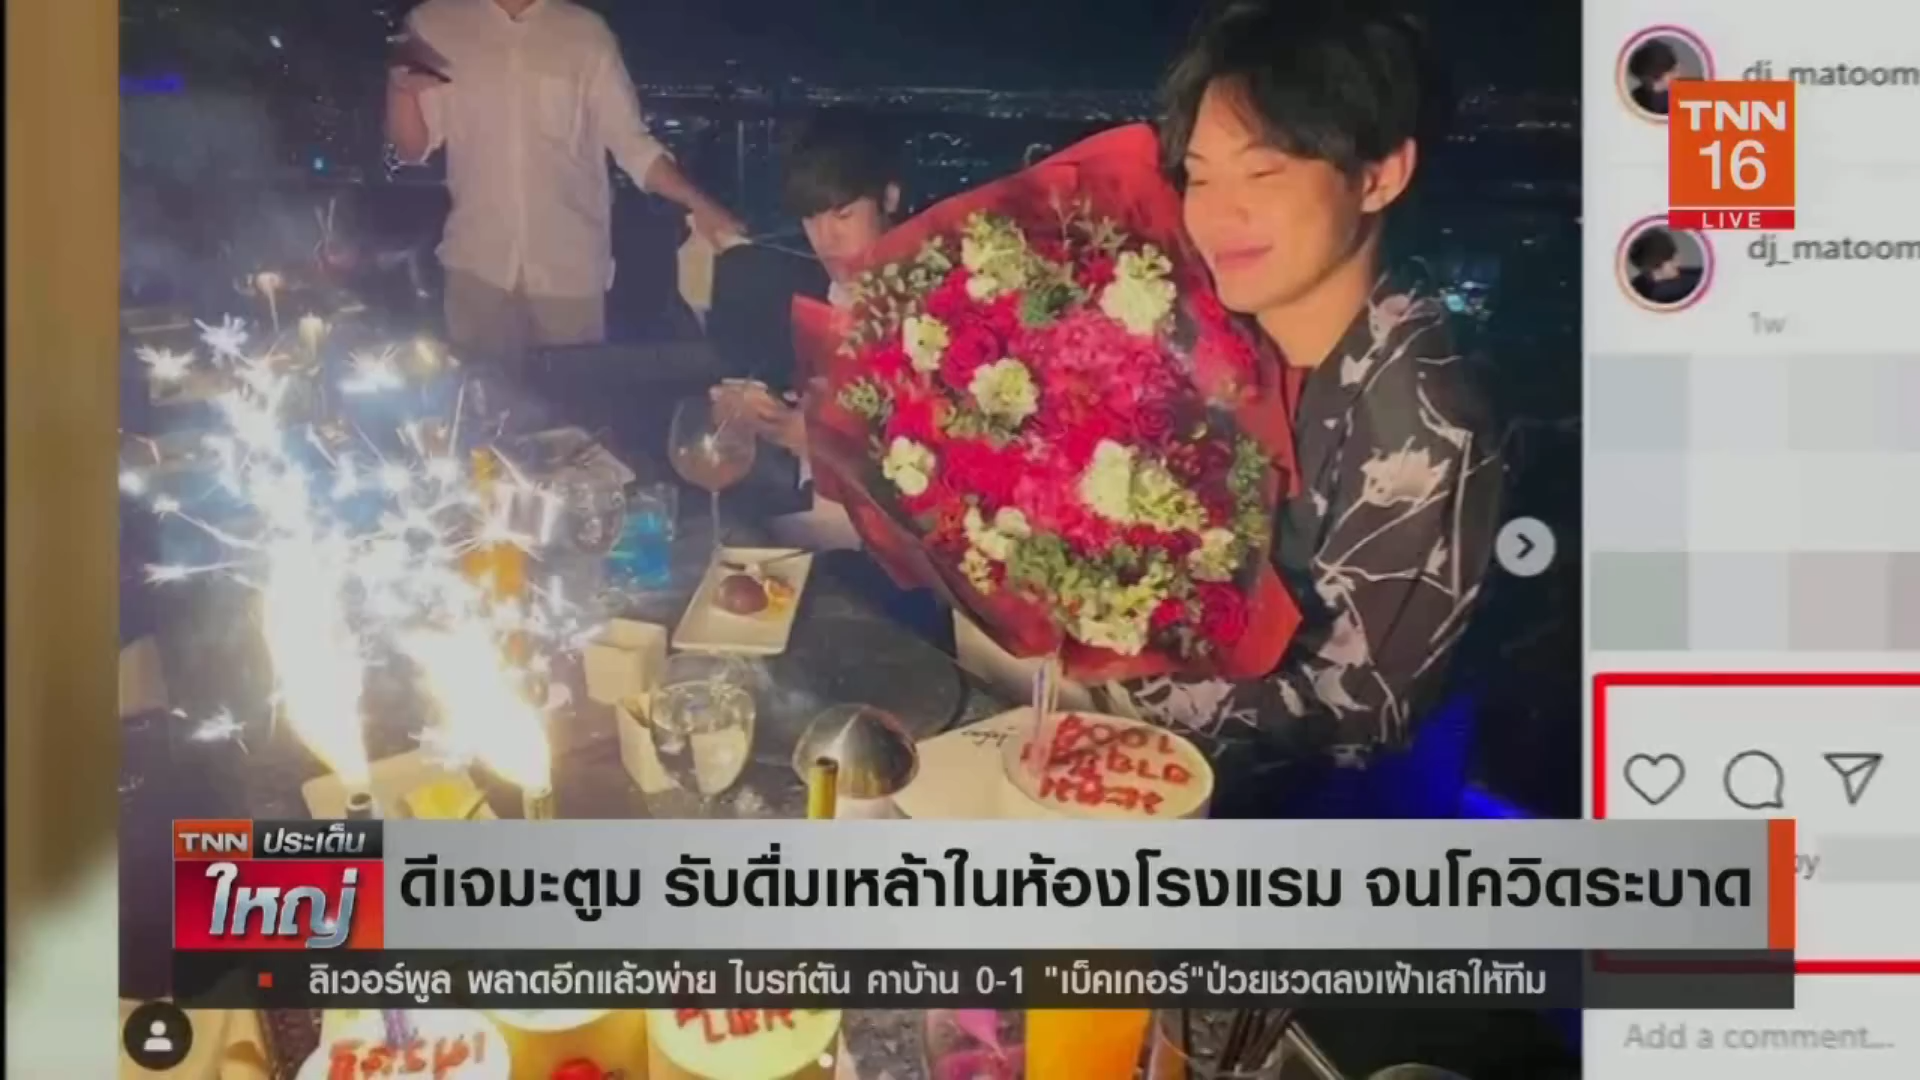 dj_matoom
TNN
16
LIVE
dj_matoom
1w
TNN ประเด็น
ใหญ่
ดีเจมะตูม รับดื่มเหล้าในห้องโรงแรม จนโควิดระบาด
ลิเวอร์พูล พลาดอีกแล้วพ่าย ไบรท์ตัน คาบ้าน 0-1 "เบ็คเกอร์"ป่วยชวดลงเฝ้าเสาให้ทีม
Add a comment...